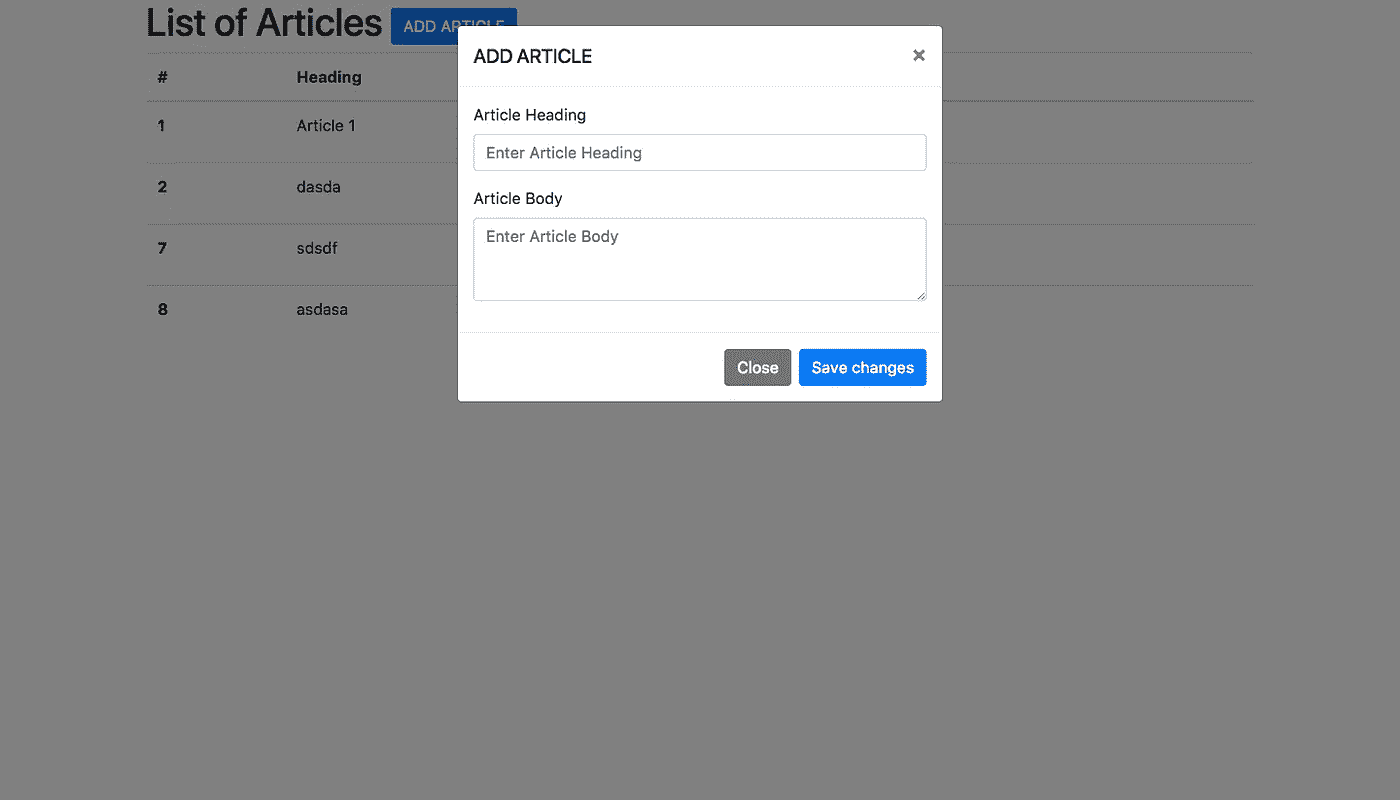 List of Articles ADD ARTICLE
ADD ARTICLE ×
# Heading
Article Heading
1 Article 1
Enter Article Heading
2 dasda
Article Body
Enter Article Body
7 sdsdf
8 asdasa
Close Save changes